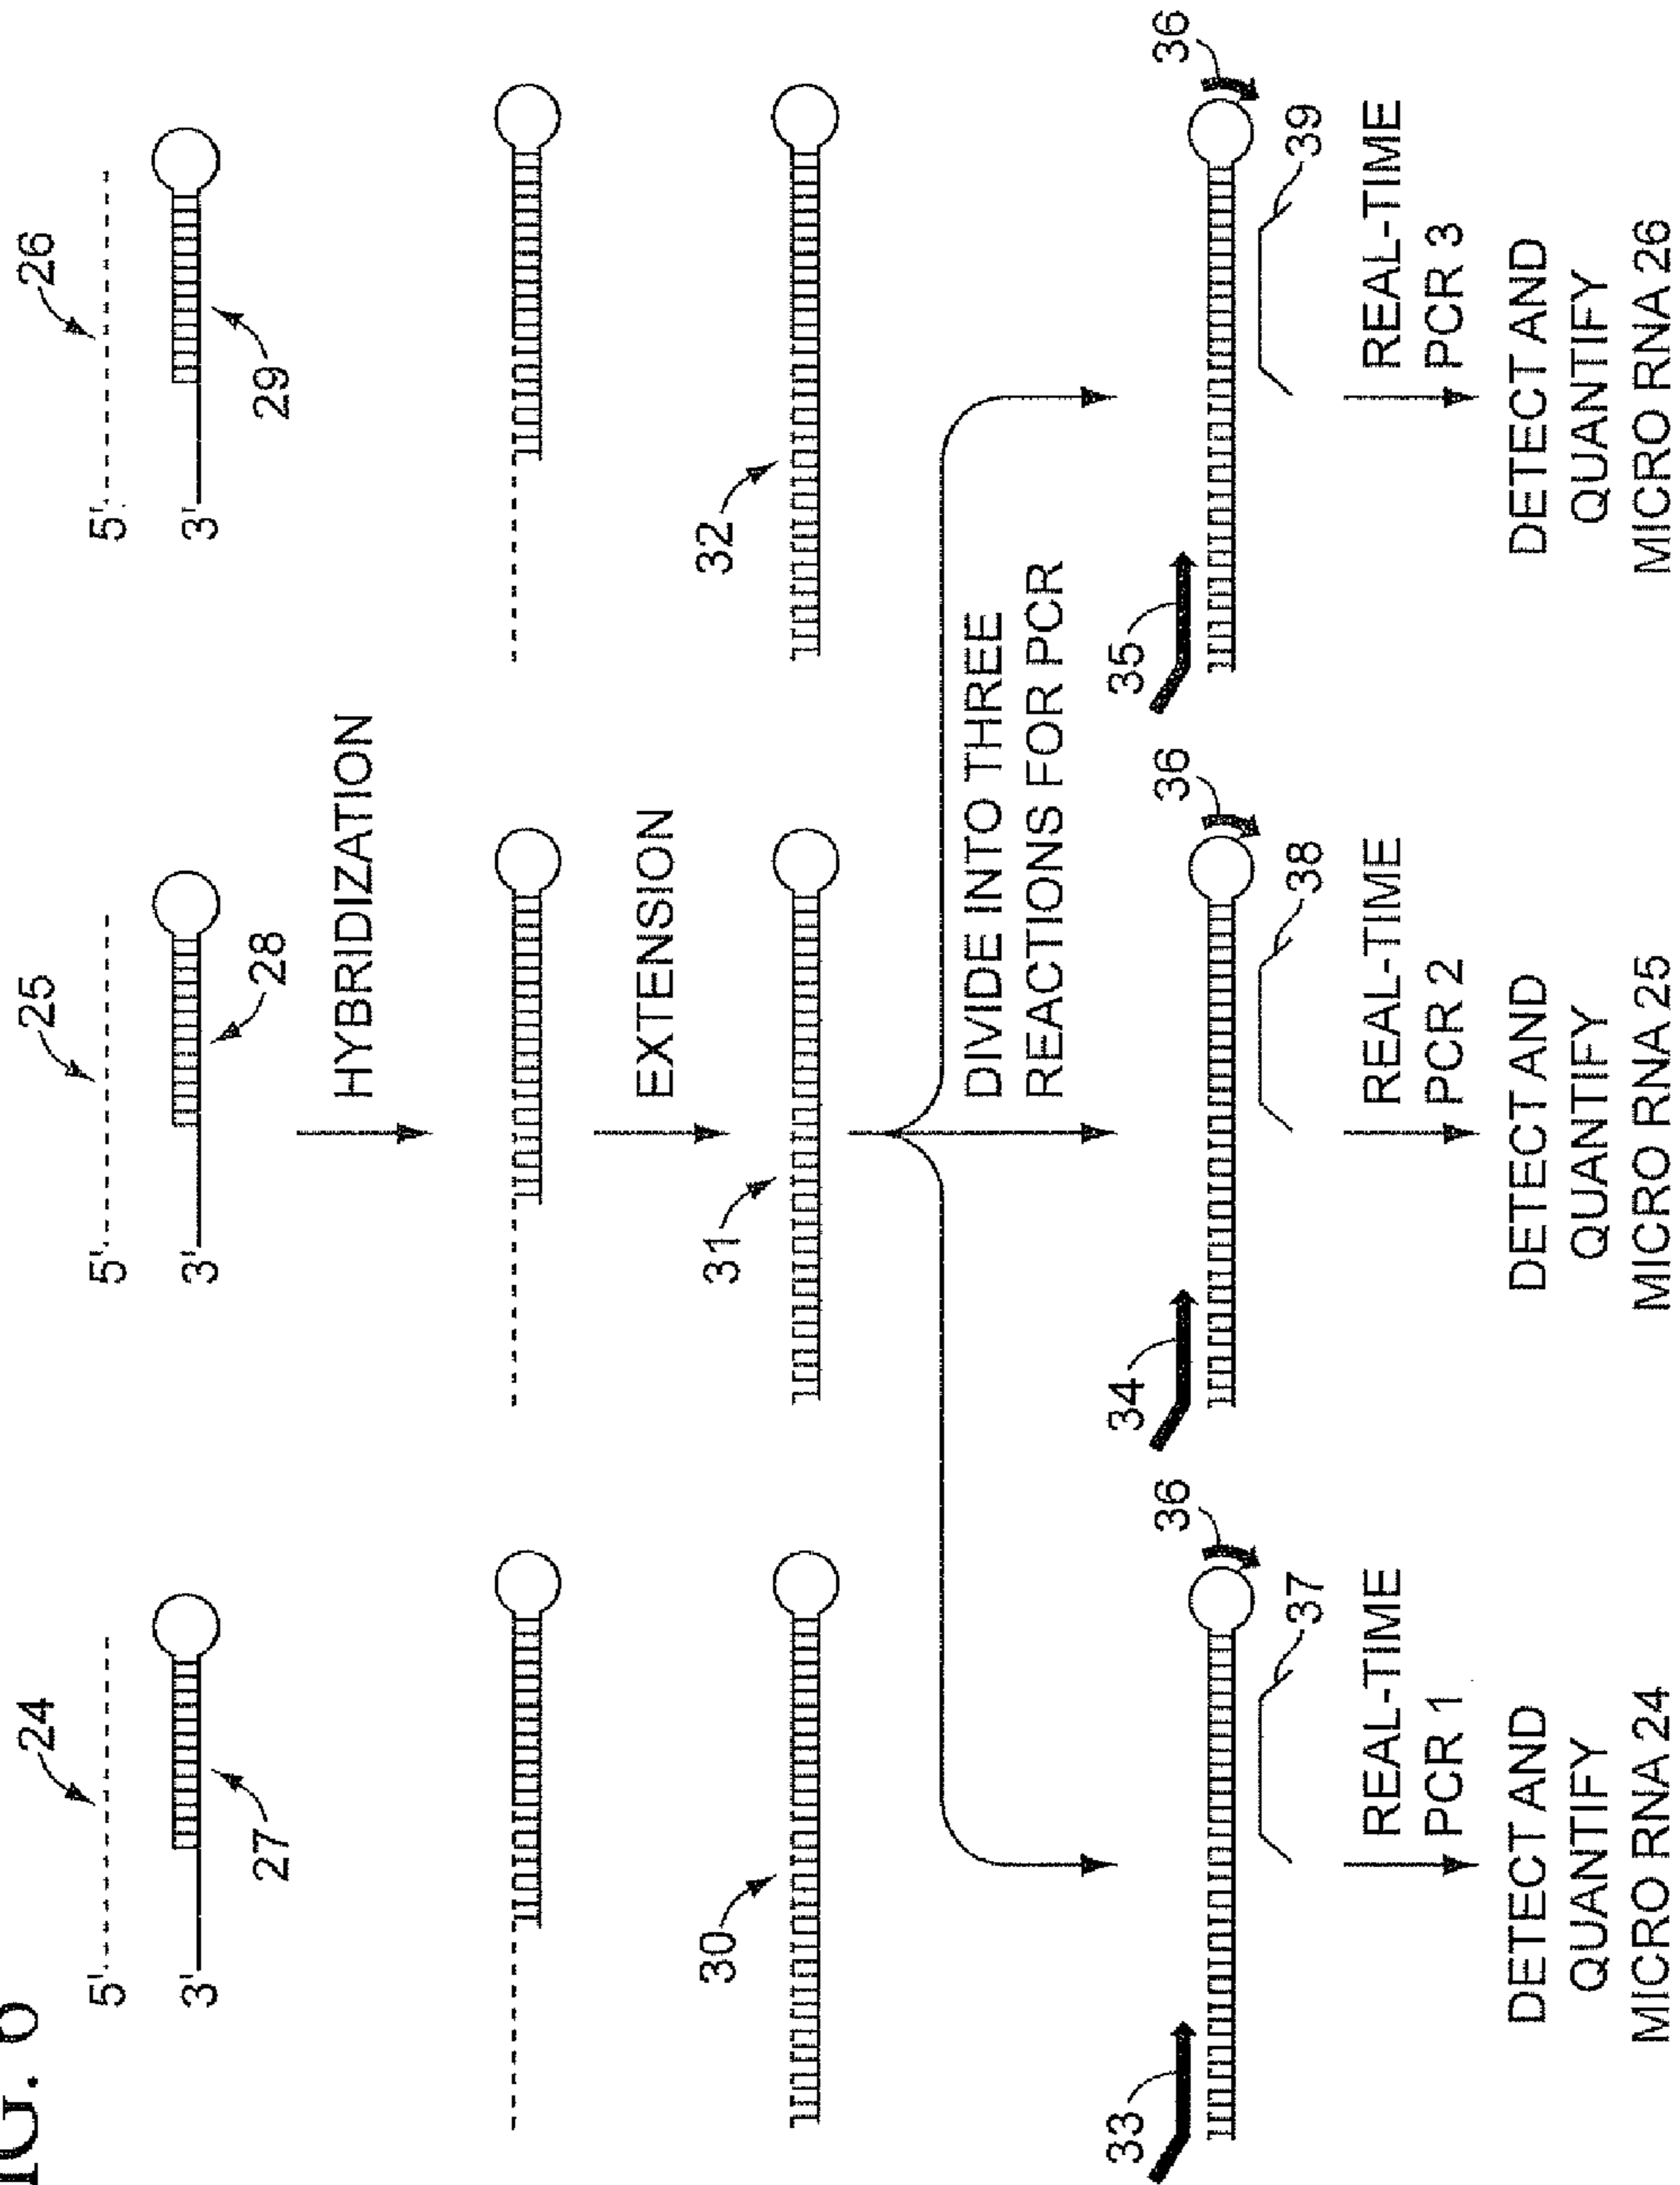 FIG. 6
24
25
26
5'
5'
5'
3'
3'
3'
27
28
29
HYBRIDIZATION
EXTENSION
30
31
32
DIVIDE INTO THREE
REACTIONS FOR PCR
33
36
34
36
35
36
37
38
39
REAL-TIME
PCR 1
REAL-TIME
PCR 2
REAL-TIME
PCR 3
DETECT AND
QUANTIFY
MICRO RNA 24
DETECT AND
QUANTIFY
MICRO RNA 25
DETECT AND
QUANTIFY
MICRO RNA 26